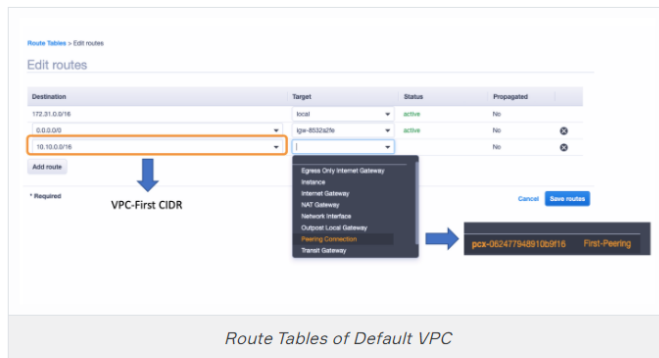 Route Tables > Edit routes
Edit routes
Destination Target Status Propagated
172.31.0.0/16 local active No
0.0.0.0/0 igw-8532a2fe active No
10.10.0.0/16 No
Add route
* Required
VPC-First CIDR
Egress Only Internet Gateway
Instance
Internet Gateway
NAT Gateway
Network Interface
Outpost Local Gateway
Peering Connection
Transit Gateway
Cancel Save routes
pcx-062477948910b9f16 First-Peering
Route Tables of Default VPC